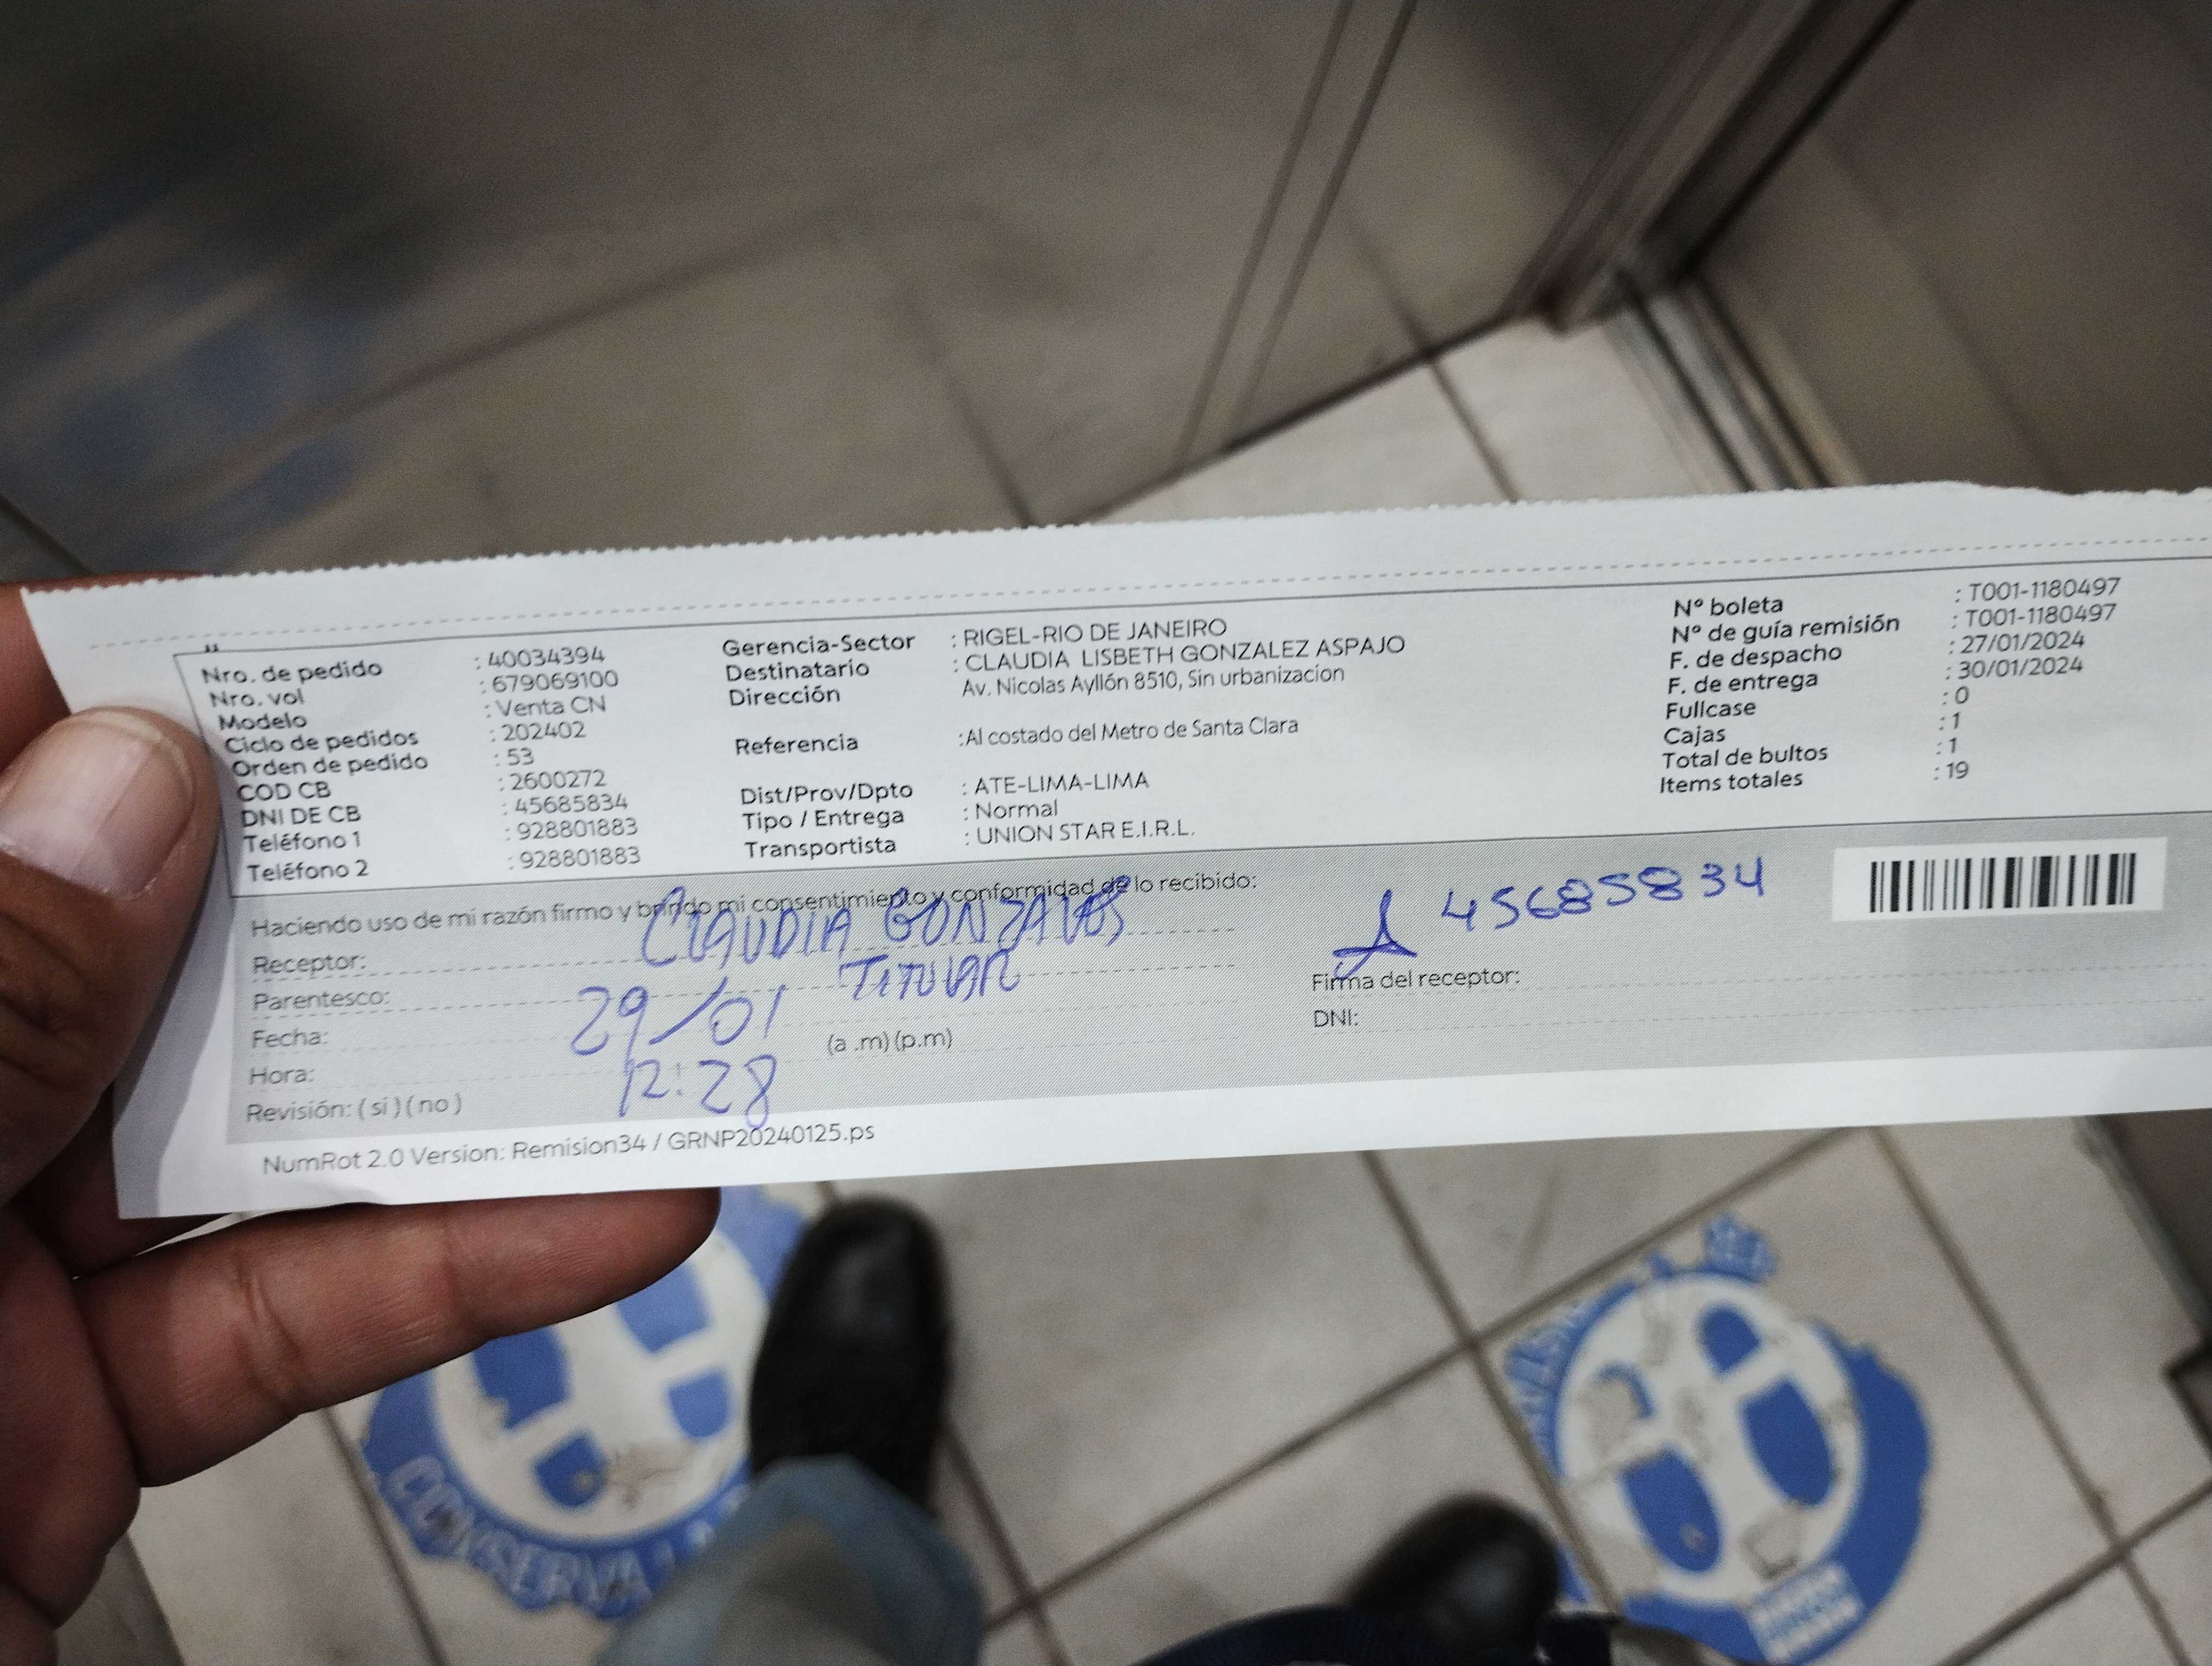 Nro. de pedido : 40034394
Nro. vol : 679069100
Modelo : Venta CN
Ciclo de pedidos : 202402
Orden de pedido : 53
COD CB : 2600272
DNI DE CB : 45685834
Teléfono 1 : 928801883
Teléfono 2 : 928801883
Gerencia-Sector : RIGEL-RIO DE JANEIRO
Destinatario : CLAUDIA LISBETH GONZALEZ ASPAJO
Dirección Av. Nicolas Ayllón 8510, Sin urbanizacion
Referencia :Al costado del Metro de Santa Clara
Dist/Prov/Dpto : ATE-LIMA-LIMA
Tipo / Entrega : Normal
Transportista : UNION STAR E.I.R.L.
Nº boleta : T001-1180497
Nº de guía remisión : T001-1180497
F. de despacho : 27/01/2024
F. de entrega : 30/01/2024
Fullcase : 0
Cajas : 1
Total de bultos : 1
Items totales : 19
Haciendo uso de mi razón firmo y brindo mi consentimiento y conformidad de lo recibido:
Receptor: CLAUDIA GONZALES
Parentesco: TITULAR
Fecha: 29/01
Hora: 12:28 (a .m) (p.m)
Revisión: ( si ) ( no )
45685834
Firma del receptor:
DNI:
NumRot 2.0 Version: Remision34 / GRNP20240125.ps
CONSERVA